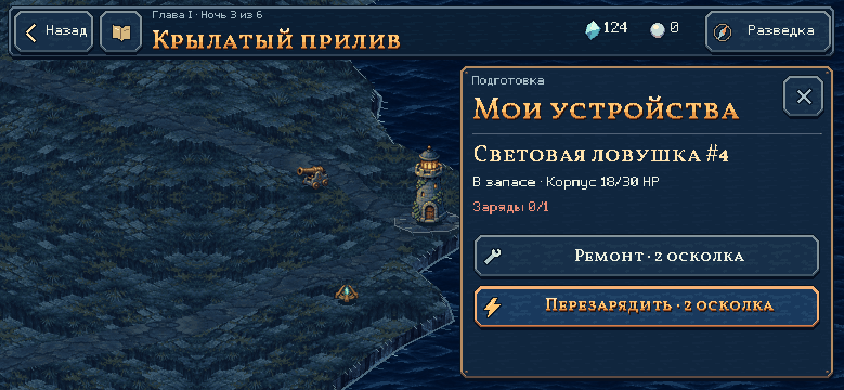 Назад
Глава I · Ночь 3 из 6
Крылатый прилив
124
0
Разведка
Подготовка
Мои устройства
Световая ловушка #4
В запасе · Корпус 18/30 HP
Заряды 0/1
Ремонт · 2 осколка
Перезарядить · 2 осколка